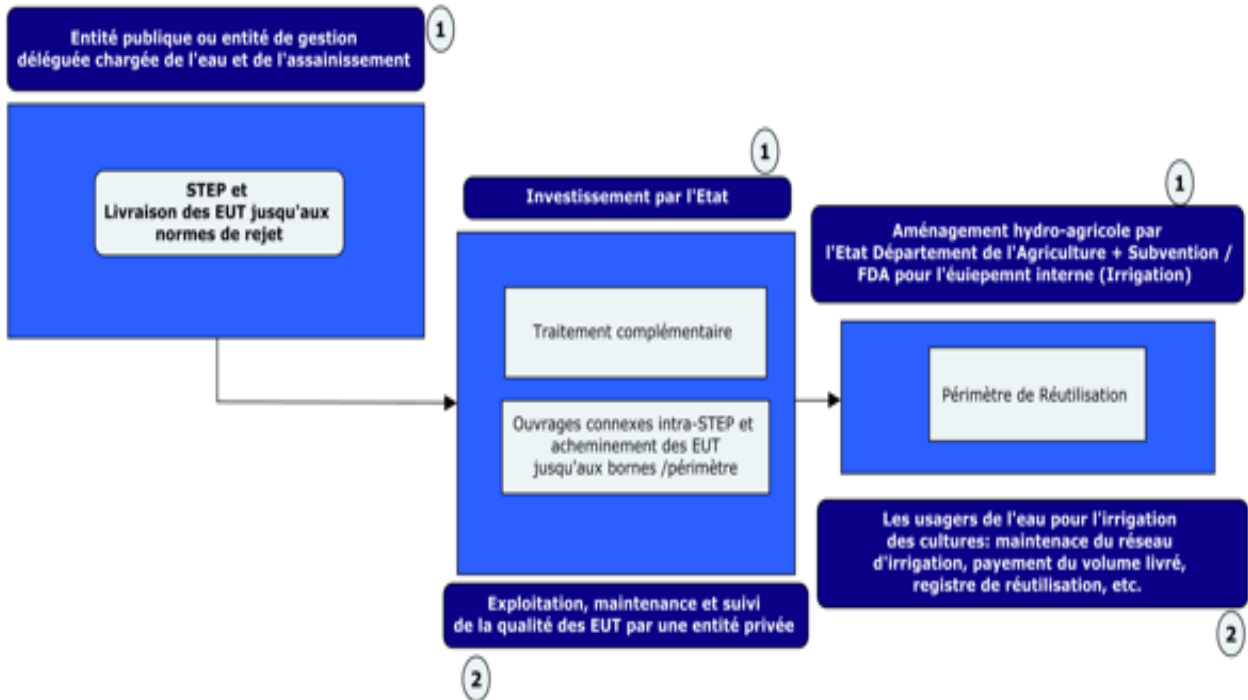 Entité publique ou entité de gestion
déléguée chargée de l'eau et de l'assainissement
1
STEP et
Livraison des EUT jusqu'aux
normes de rejet
1
Investissement par l'Etat
Traitement complémentaire
Ouvrages connexes intra-STEP et
acheminement des EUT
jusqu'aux bornes /périmètre
Exploitation, maintenance et suivi
de la qualité des EUT par une entité privée
2
1
Aménagement hydro-agricole par
l'Etat Département de l'Agriculture + Subvention /
FDA pour l'éuiepemnt interne (Irrigation)
Périmètre de Réutilisation
Les usagers de l'eau pour l'irrigation
des cultures: maintenace du réseau
d'irrigation, payement du volume livré,
registre de réutilisation, etc.
2